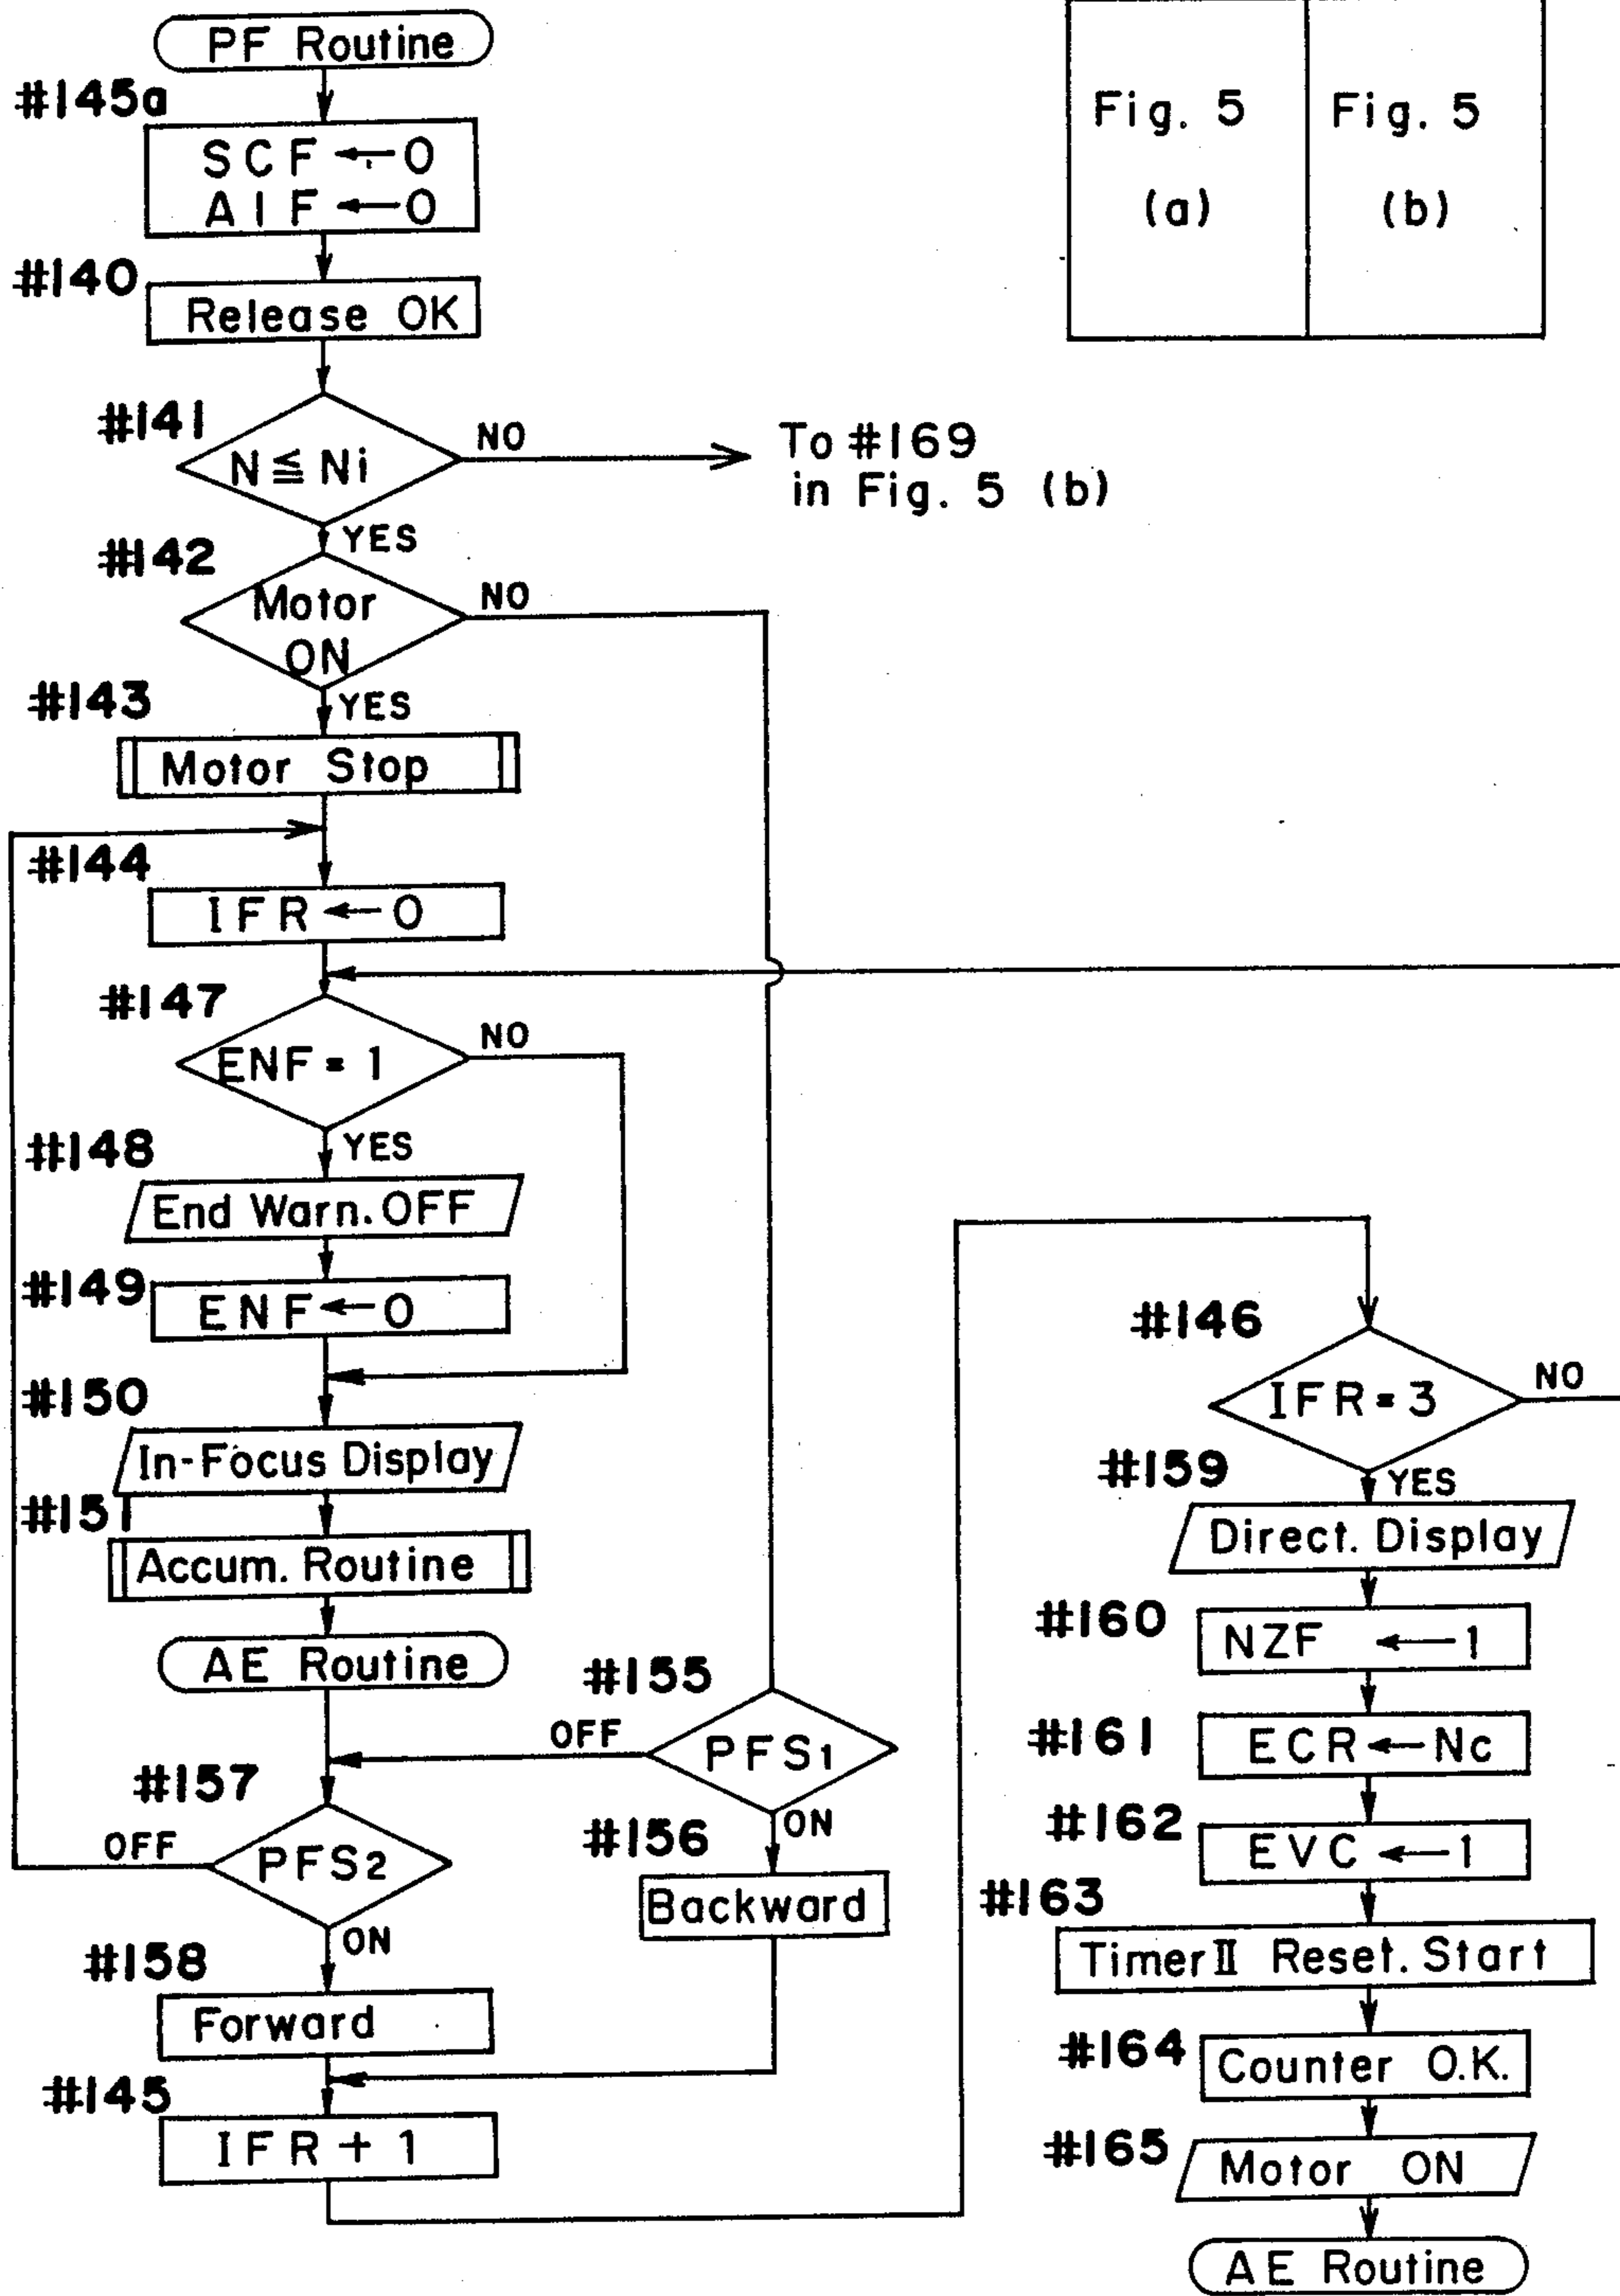 PF Routine
#145a
SCF ← 0
AIF ← 0
#140
Release OK
#141
N ≦ Ni
NO
To #169
in Fig. 5 (b)
YES
#142
Motor
ON
NO
YES
#143
Motor Stop
#144
IFR ← 0
#147
ENF = 1
NO
YES
#148
End Warn. OFF
#149
ENF ← 0
#150
In-Focus Display
#151
Accum. Routine
AE Routine
#155
PFS1
OFF
ON
#156
Backward
#157
PFS2
OFF
ON
#158
Forward
#145
IFR + 1
Fig. 5
(a)
Fig. 5
(b)
#146
IFR = 3
NO
YES
#159
Direct. Display
#160
NZF ← 1
#161
ECR ← Nc
#162
EVC ← 1
#163
Timer II Reset. Start
#164
Counter O.K.
#165
Motor ON
AE Routine